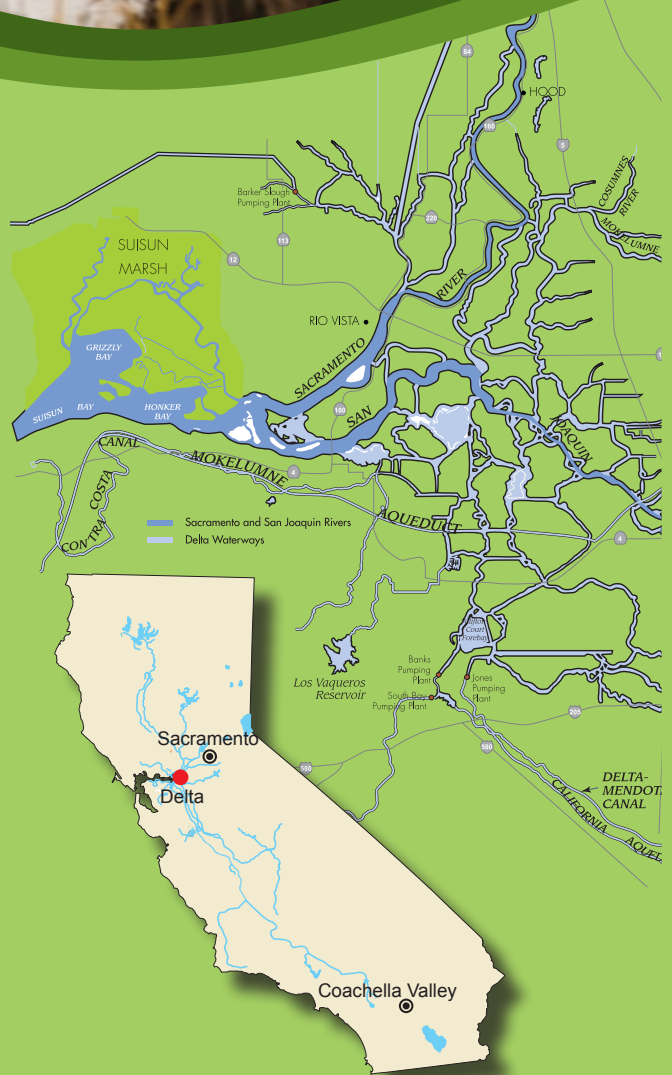 84
HOOD
160
5
COSUMNES
RIVER
MOKELUMNE
Barker Slough
Pumping Plant
220
113
12
SUISUN
MARSH
RIVER
RIO VISTA
SACRAMENTO
GRIZZLY
BAY
SUISUN BAY
HONKER
BAY
160
SAN
JOAQUIN
CANAL
CONTRA COSTA
MOKELUMNE
4
AQUEDUCT
4
Sacramento and San Joaquin Rivers
Delta Waterways
Clifton
Court
Forebay
Banks
Pumping
Plant
Jones
Pumping
Plant
South Bay
Pumping Plant
Los Vaqueros
Reservoir
205
580
580
DELTA-
MENDOT
CANAL
CALIFORNIA
AQUED
Sacramento
Delta
Coachella Valley